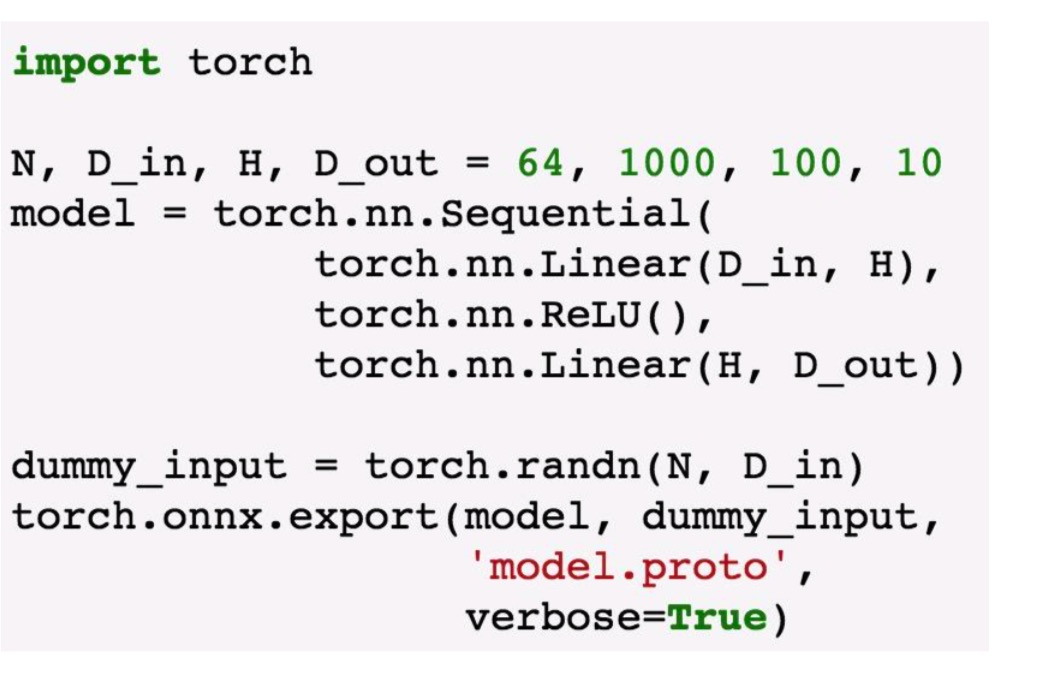 import torch
N, D_in, H, D_out = 64, 1000, 100, 10
model = torch.nn.Sequential(
torch.nn.Linear(D_in, H),
torch.nn.ReLU(),
torch.nn.Linear(H, D_out))
dummy_input = torch.randn(N, D_in)
torch.onnx.export(model, dummy_input,
'model.proto',
verbose=True)